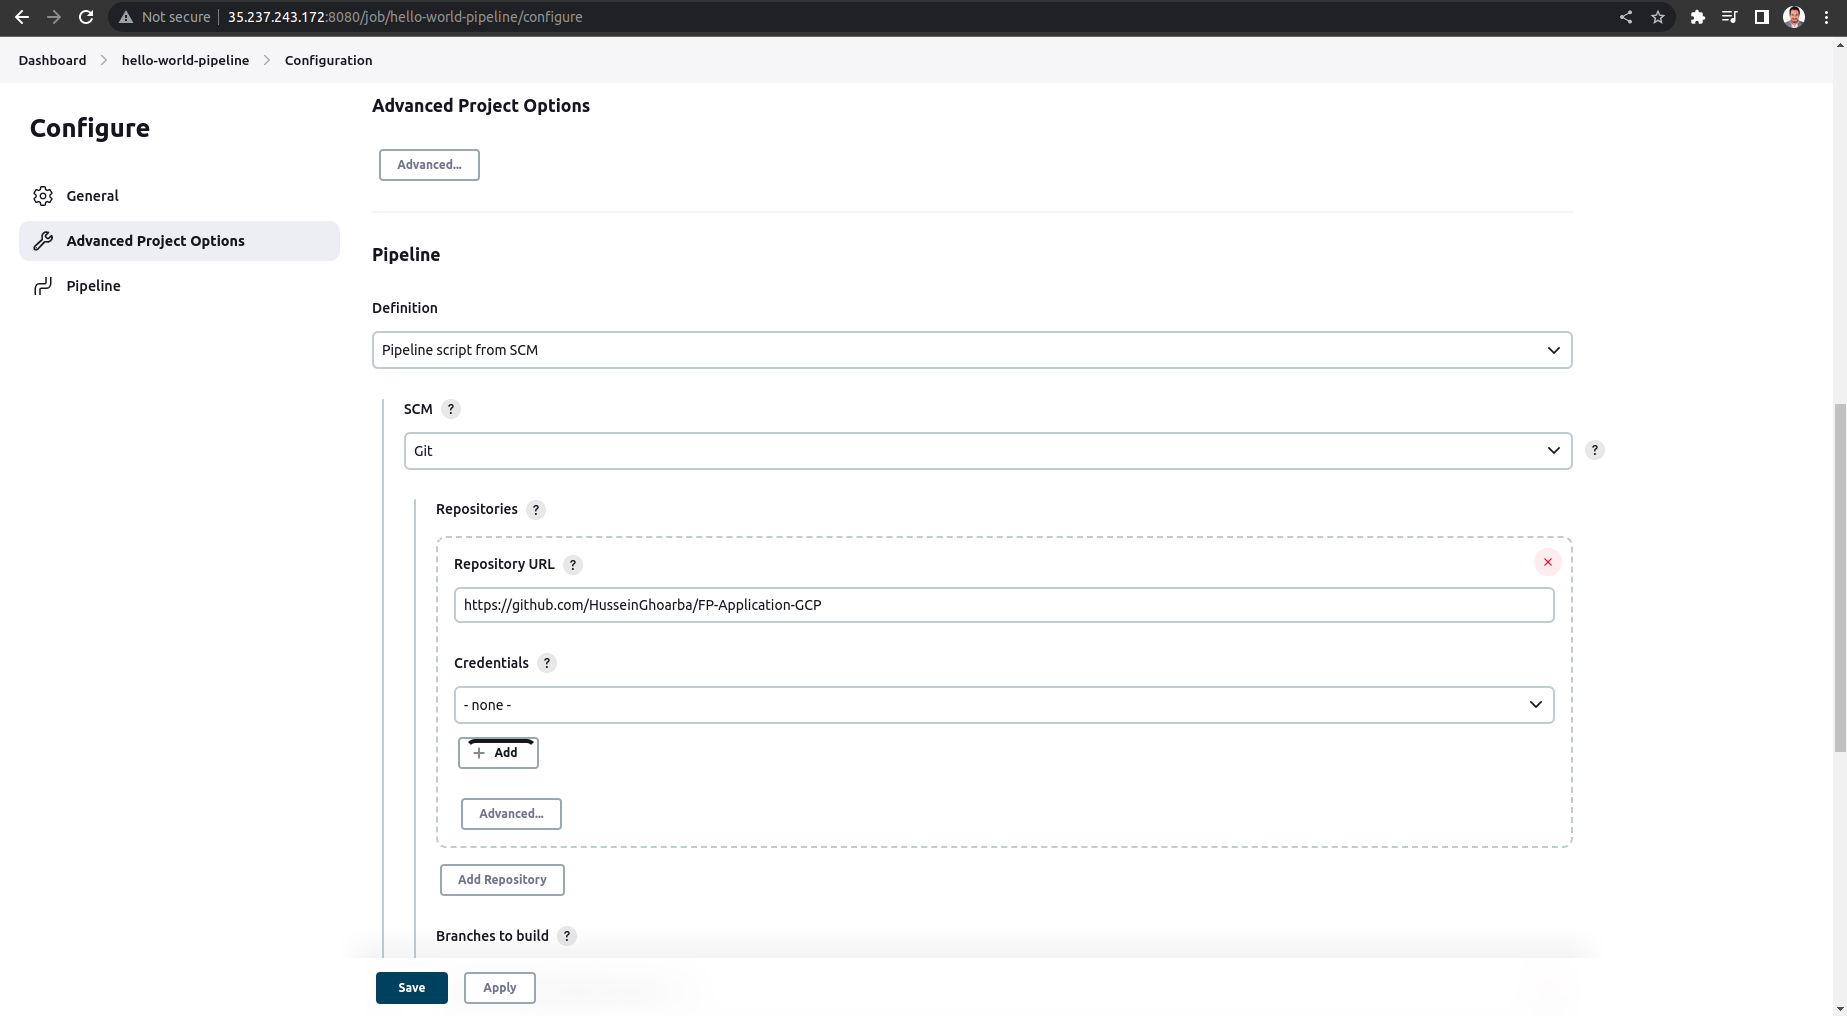 Not secure 35.237.243.172:8080/job/hello-world-pipeline/configure
Dashboard hello-world-pipeline Configuration
Configure
General
Advanced Project Options
Pipeline
Advanced Project Options
Advanced...
Pipeline
Definition
Pipeline script from SCM
SCM ?
Git
?
Repositories ?
Repository URL ?
https://github.com/HusseinGhoarba/FP-Application-GCP
Credentials ?
- none -
Add
Advanced...
Add Repository
Branches to build ?
Save Apply